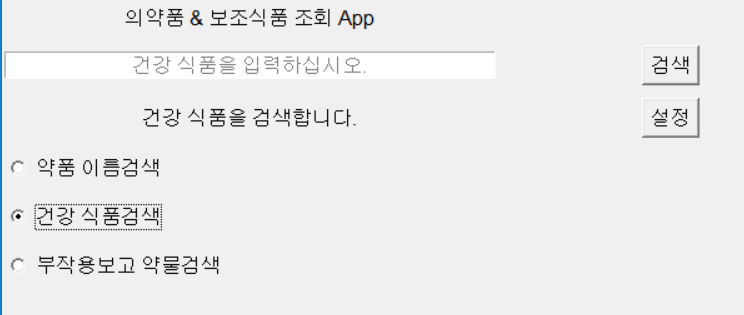 의약품 & 보조식품 조회 App
건강 식품을 입력하십시오. 검색
건강 식품을 검색합니다. 설정
약품 이름검색
건강 식품검색
부작용보고 약물검색